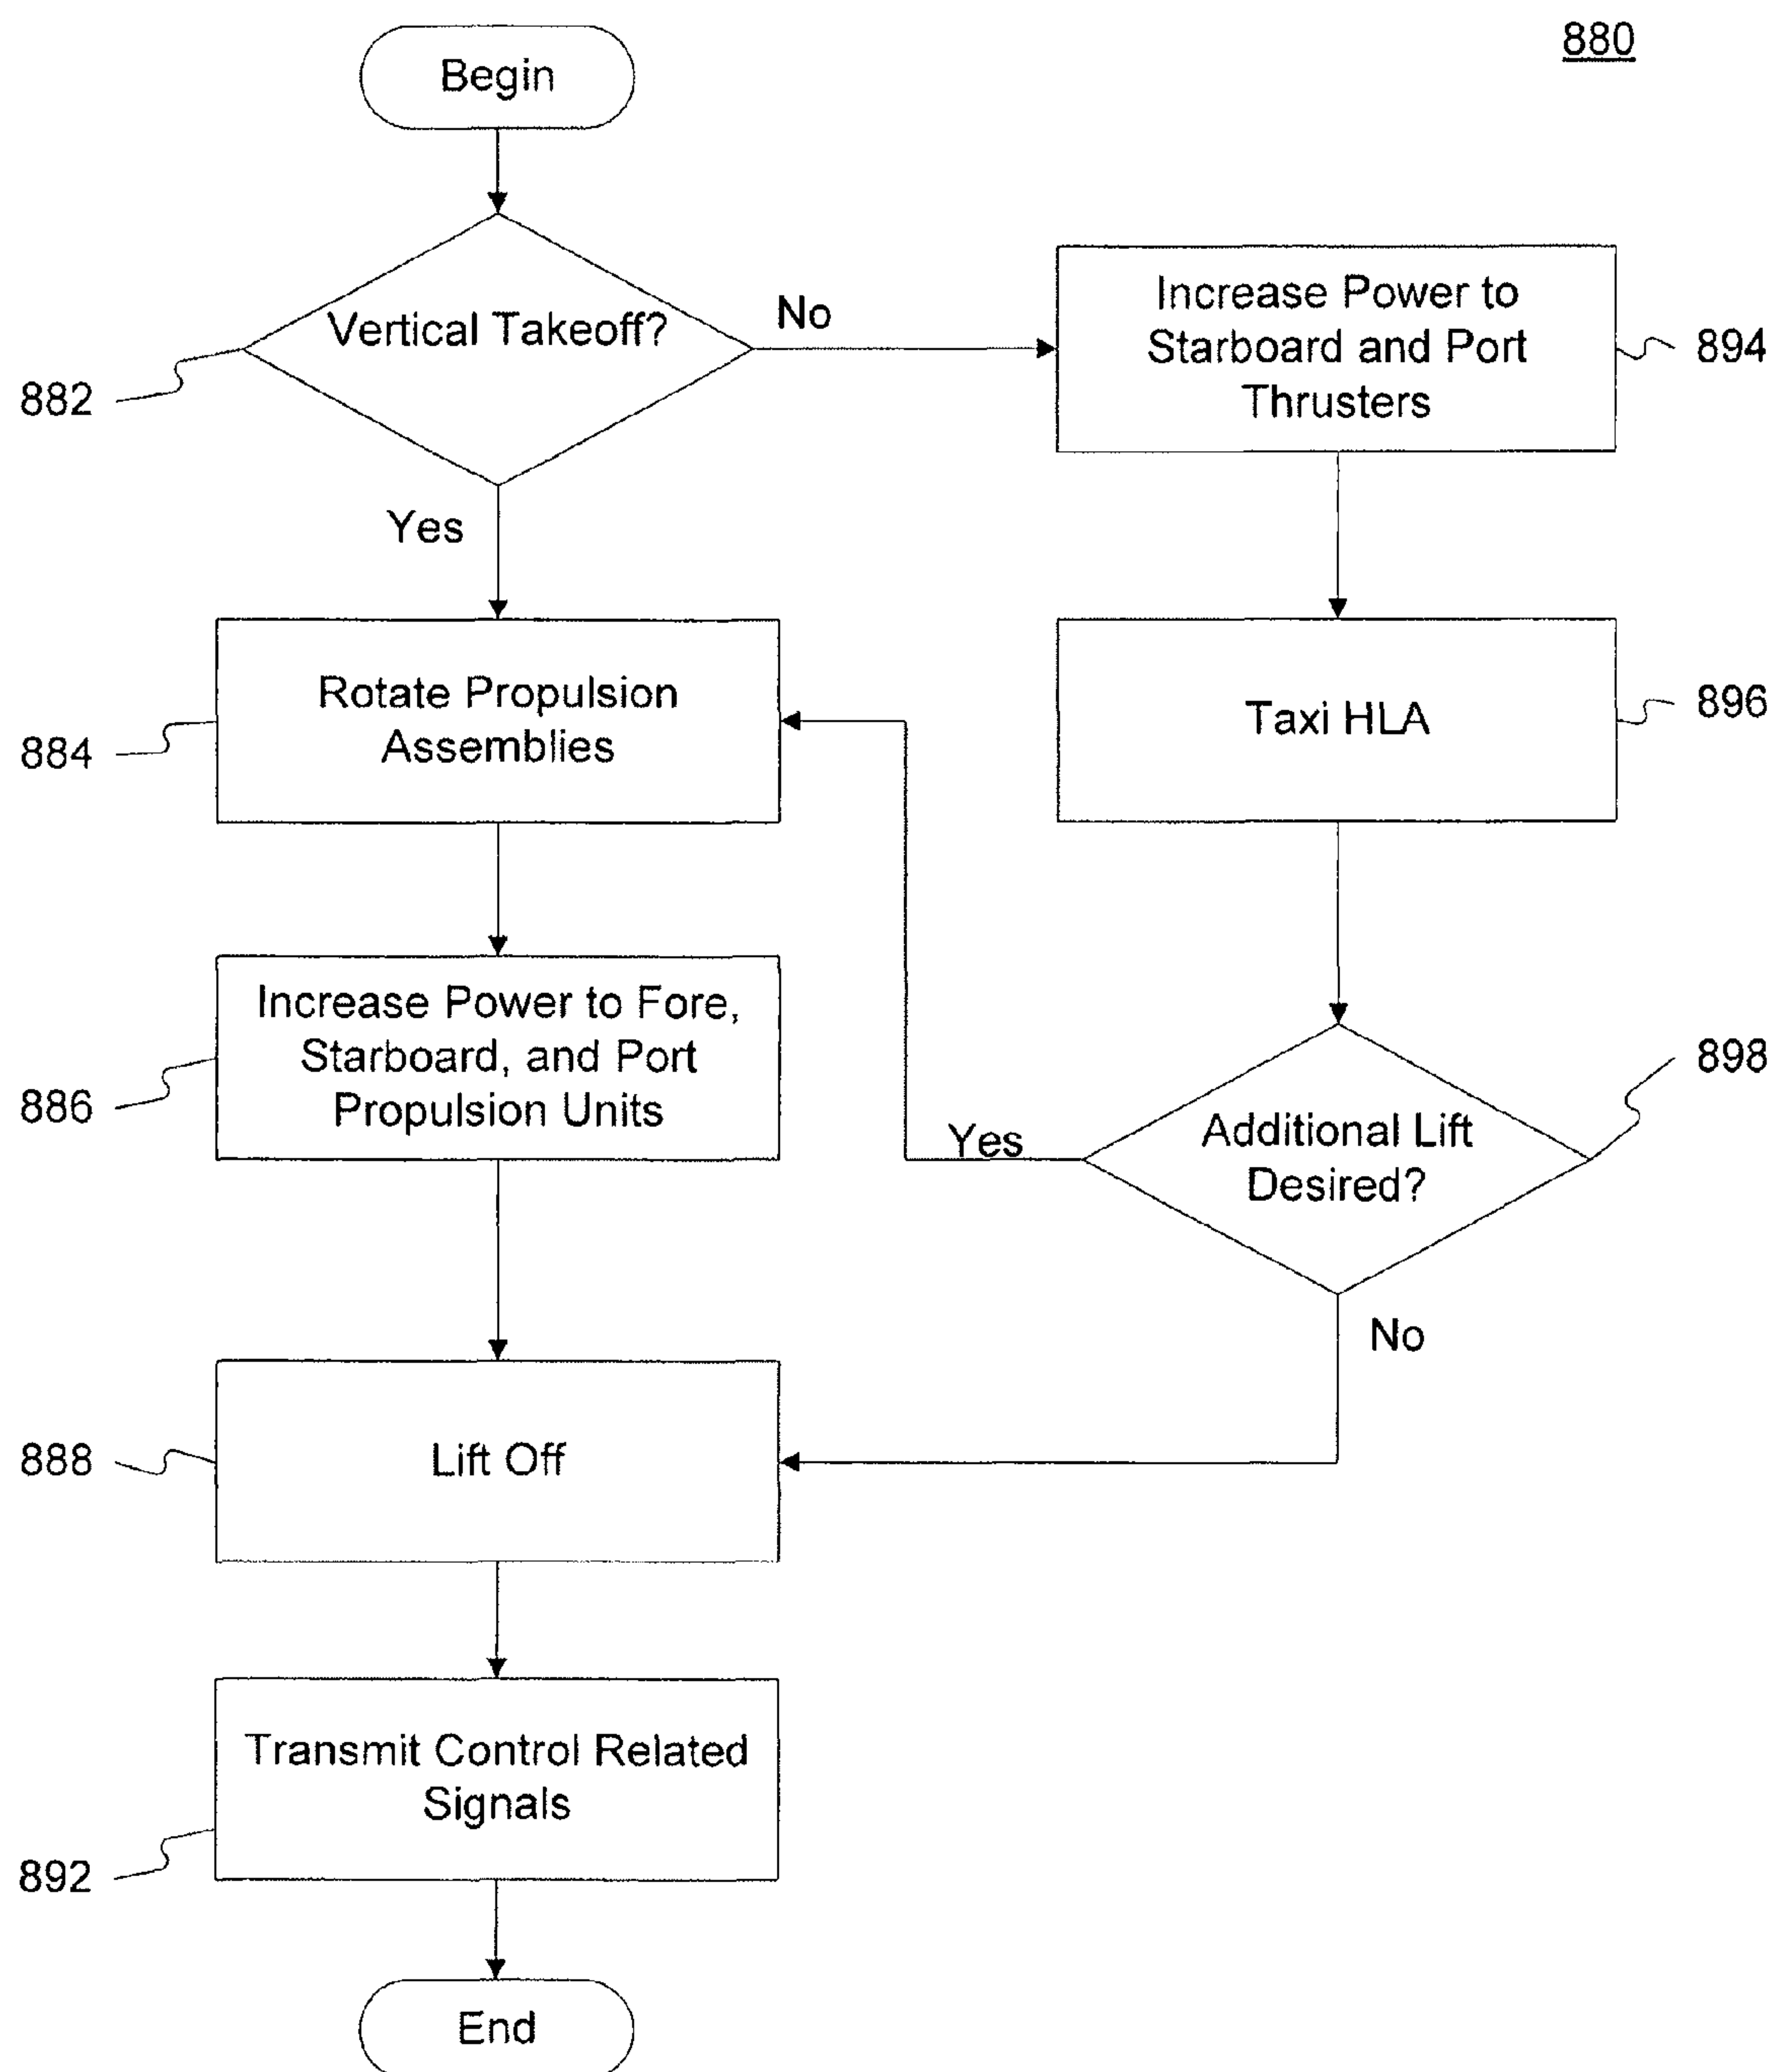 880
Begin
Vertical Takeoff?
No
882
Yes
Increase Power to
Starboard and Port
Thrusters
894
Rotate Propulsion
Assemblies
884
Taxi HLA
896
Increase Power to Fore,
Starboard, and Port
Propulsion Units
886
Additional Lift
Desired?
898
Yes
No
Lift Off
888
Transmit Control Related
Signals
892
End